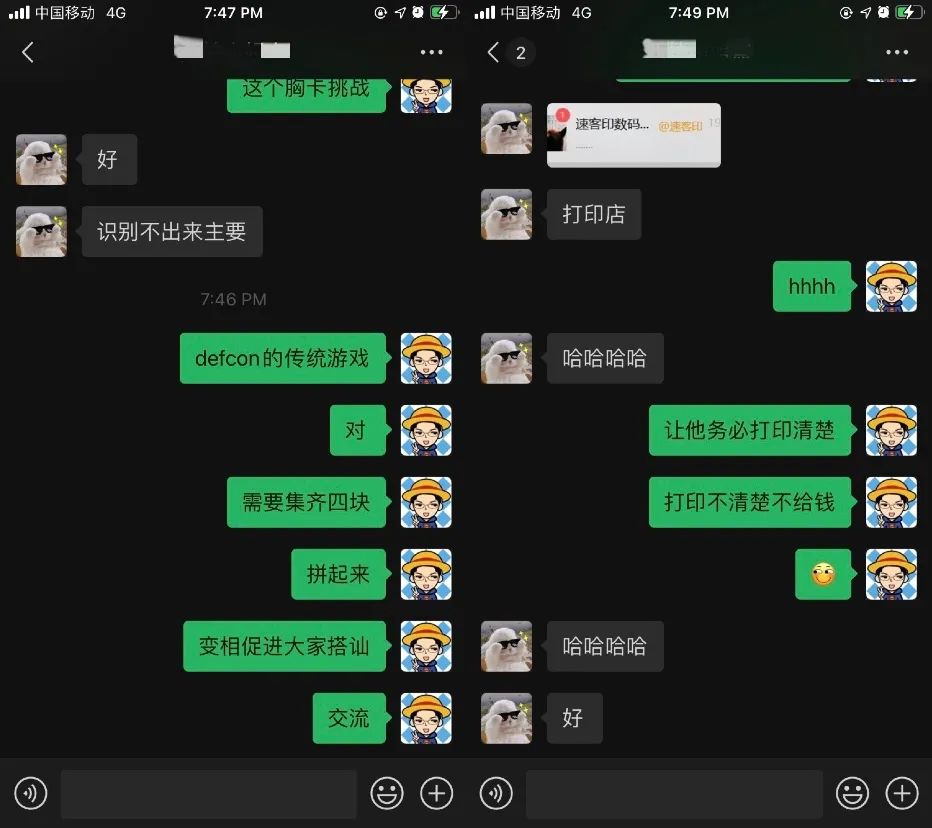 中国移动 4G 7:47 PM
这个胸卡挑战
好
识别不出来主要
7:46 PM
defcon的传统游戏
对
需要集齐四块
拼起来
变相促进大家搭讪
交流
中国移动 4G 7:49 PM
2
1
速客印数码... @速客印 19
......
打印店
hhhh
哈哈哈哈
让他务必打印清楚
打印不清楚不给钱
哈哈哈哈
好